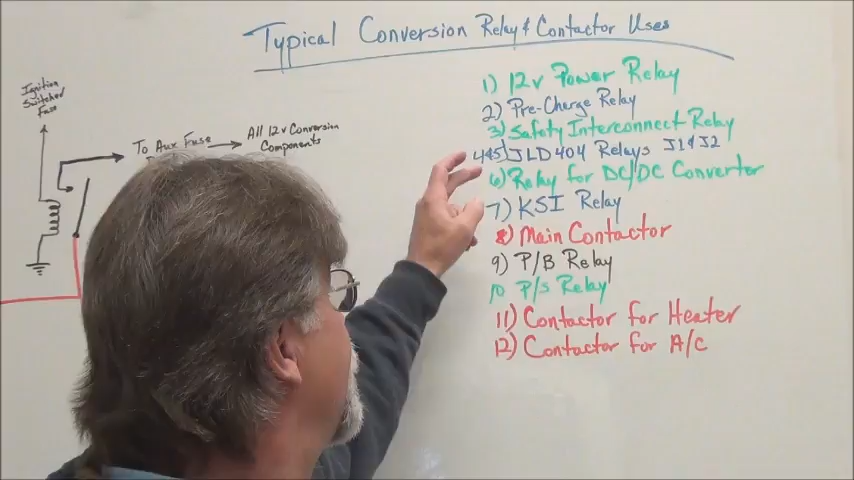 Typical Conversion Relay & Contactor Uses
Ignition
Switched
Fuse
To Aux Fuse
All 12v Conversion
Components
1) 12v Power Relay
2) Pre-Charge Relay
3) Safety Interconnect Relay
4&5) JLD404 Relays J1&J2
6) Relay for DC/DC Converter
7) KSI Relay
8) Main Contactor
9) P/B Relay
10 P/S Relay
11) Contactor for Heater
12) Contactor for A/C